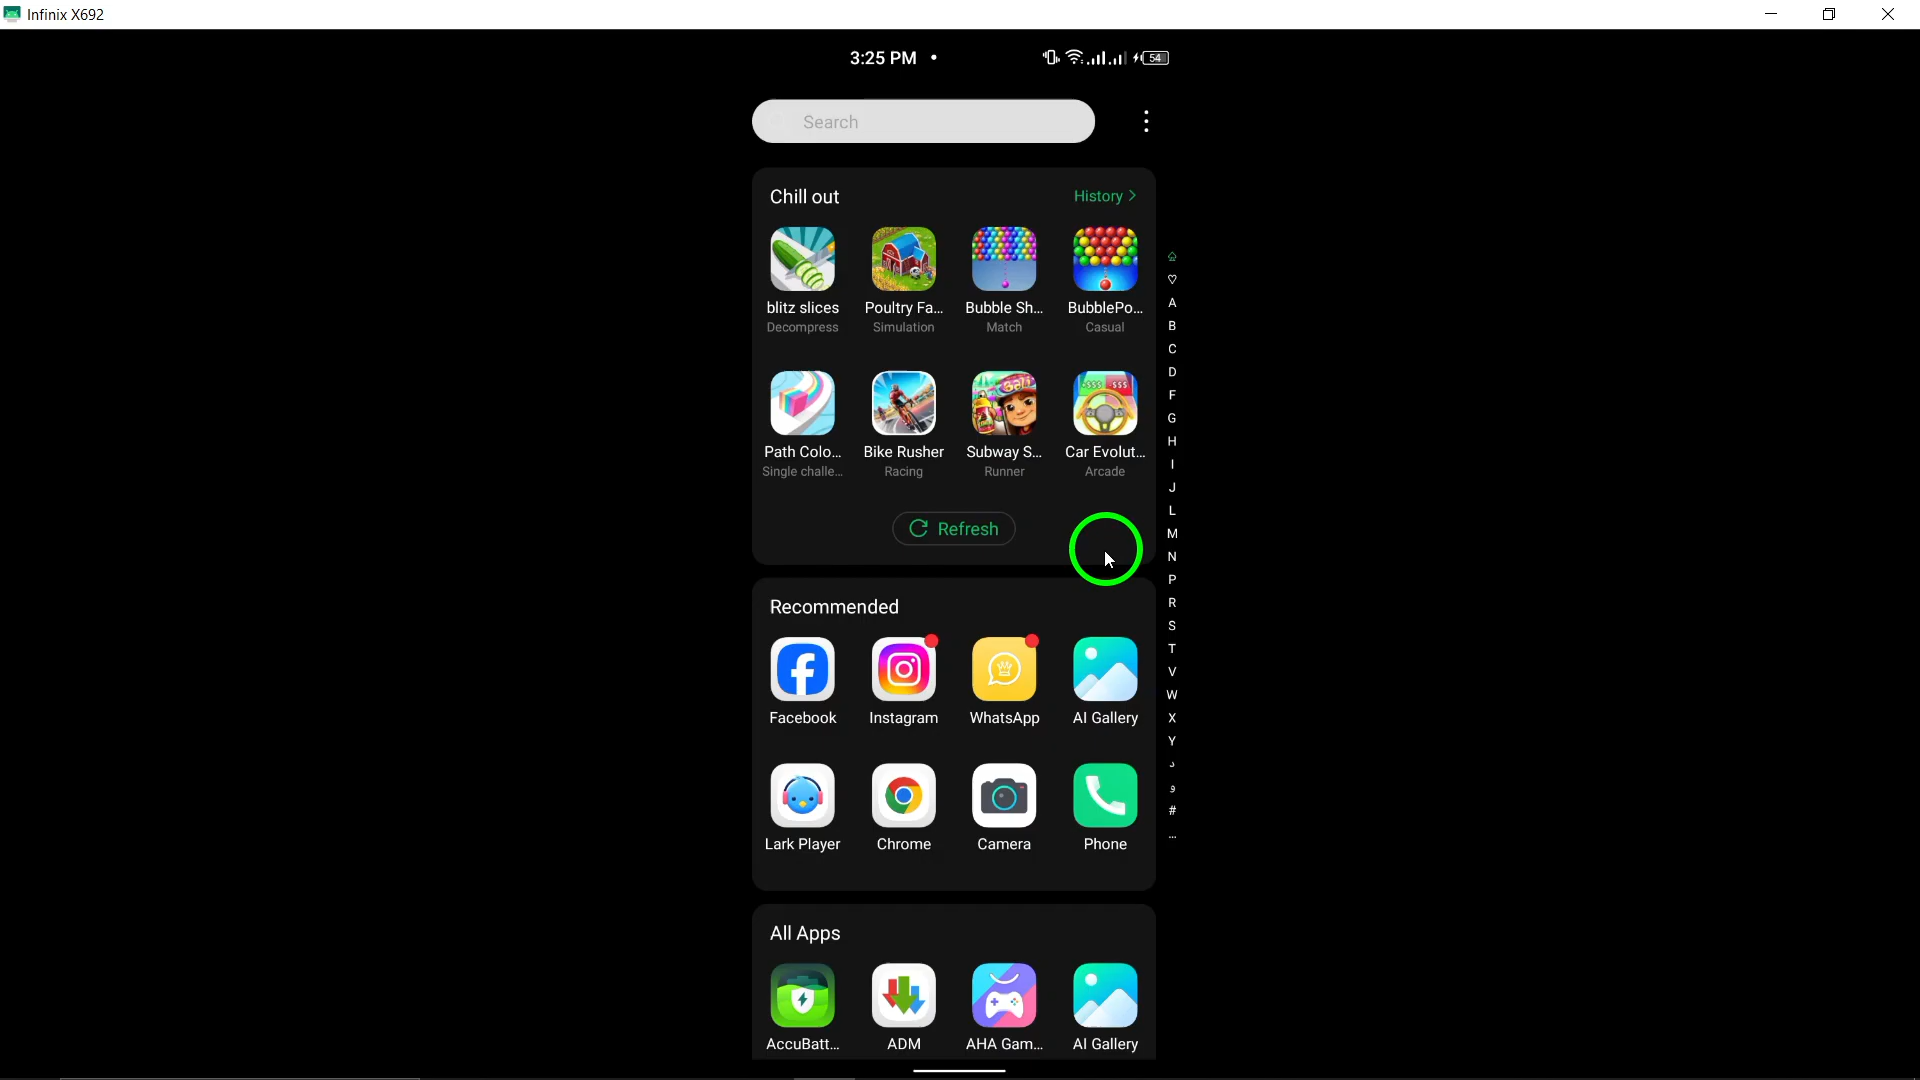 Infinix X692
3:25 PM
54
Search
Chill out
History
blitz slices
Poultry Fa...
Bubble Sh...
BubblePo...
Decompress
Simulation
Match
Casual
Path Colo...
Bike Rusher
Subway S...
Car Evolut...
Single challe...
Racing
Runner
Arcade
Refresh
Recommended
Facebook
Instagram
WhatsApp
AI Gallery
Lark Player
Chrome
Camera
Phone
All Apps
AccuBatt...
ADM
AHA Gam...
AI Gallery
A
B
C
D
F
G
H
I
J
L
M
N
P
R
S
T
V
W
X
Y
د
و
#
...